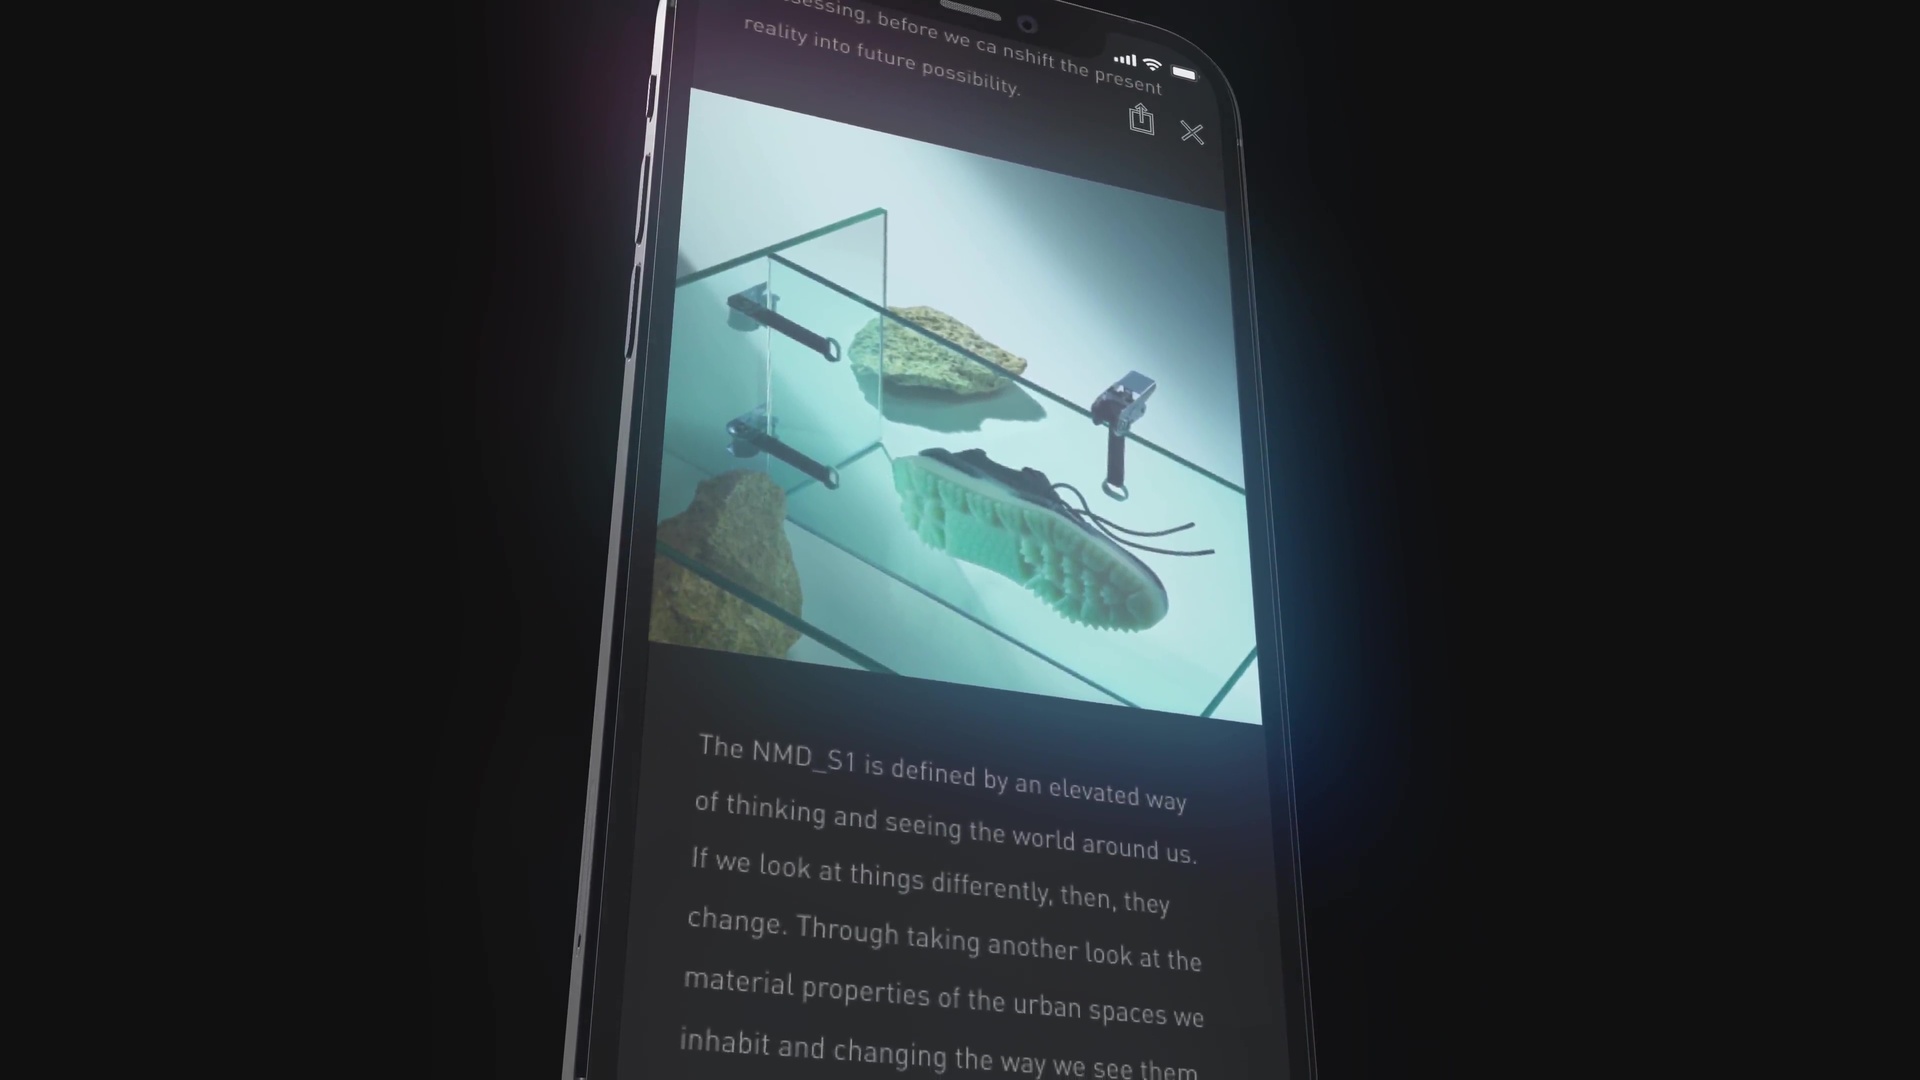 before we ca nshift the present
reality into future possibility.
The NMD_S1 is defined by an elevated way
of thinking and seeing the world around us.
If we look at things differently, then, they
change. Through taking another look at the
material properties of the urban spaces we
inhabit and changing the way we see them